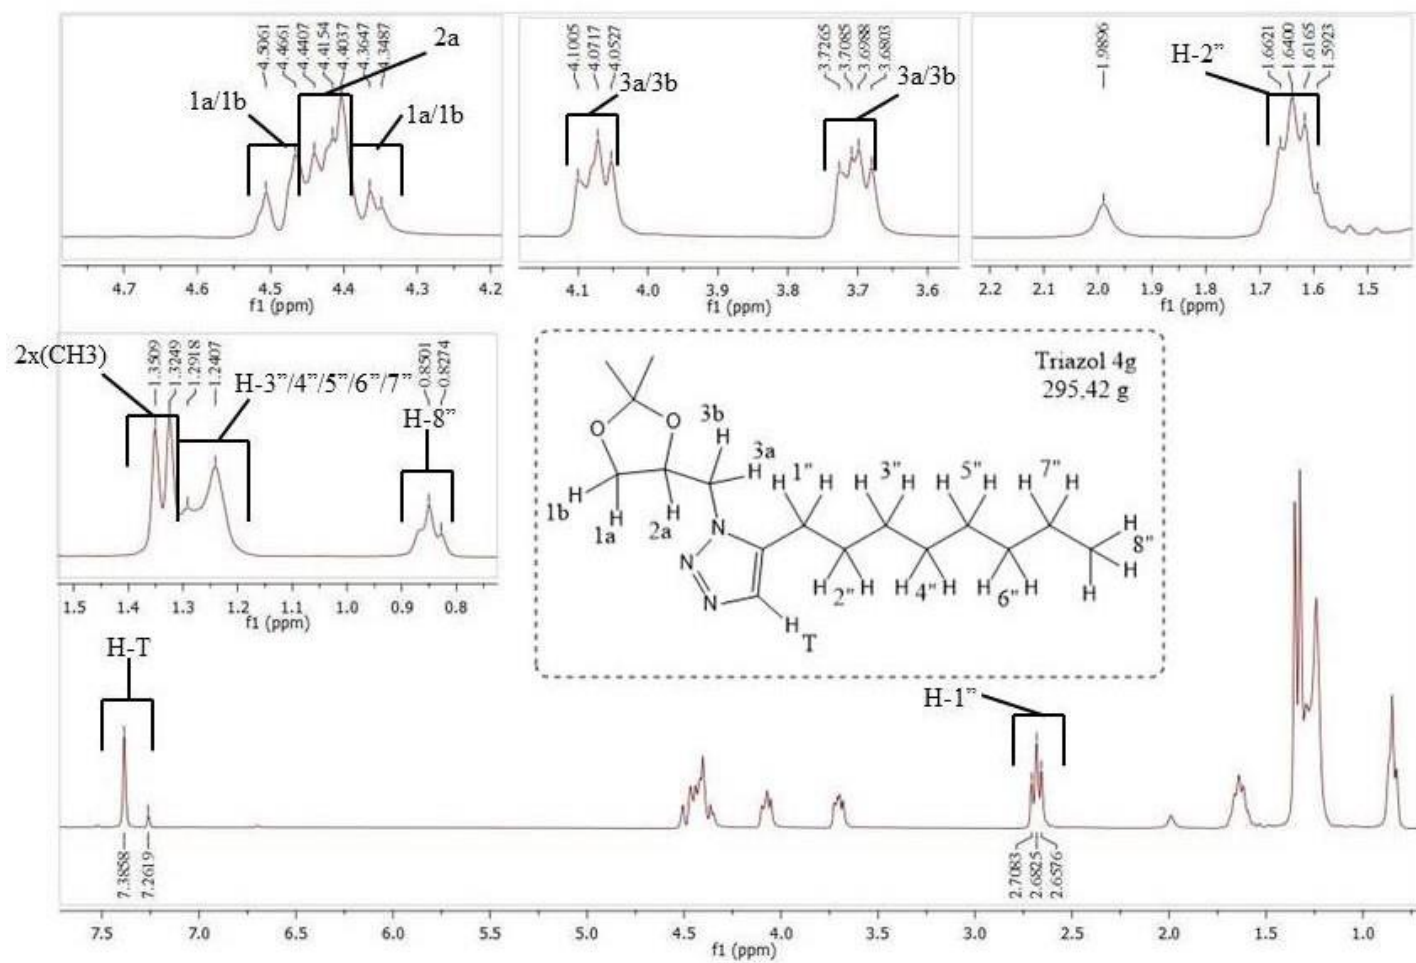 4.5061
4.4661
4.4407
4.4154
4.4037
4.3647
4.3487
2a
1a/1b
1a/1b
4.7 4.6 4.5 4.4 4.3 4.2
f1 (ppm)
4.1005
4.0717
4.0527
3.7265
3.7085
3.6988
3.6803
3a/3b
3a/3b
4.1 4.0 3.9 3.8 3.7 3.6
f1 (ppm)
1.9896
1.6621
1.6400
1.6165
1.5923
H-2”
2.2 2.1 2.0 1.9 1.8 1.7 1.6 1.5
f1 (ppm)
2x(CH3)
1.3509
1.3249
1.2918
1.2407
H-3”/4”/5”/6”/7”
0.8501
0.8274
H-8”
1.5 1.4 1.3 1.2 1.1 1.0 0.9 0.8
f1 (ppm)
Triazol 4g
295,42 g
O O
H 3b
H 3a
H 1b
H 1a
H 2a
N
N
N
H T
H H 1"
H H 2"
H H 3"
H H 4"
H H 5"
H H 6"
H H 7"
H
H 8"
H
H-T
H-1”
7.3858
7.2619
2.7083
2.6825
2.6576
7.5 7.0 6.5 6.0 5.5 5.0 4.5 4.0 3.5 3.0 2.5 2.0 1.5 1.0
f1 (ppm)